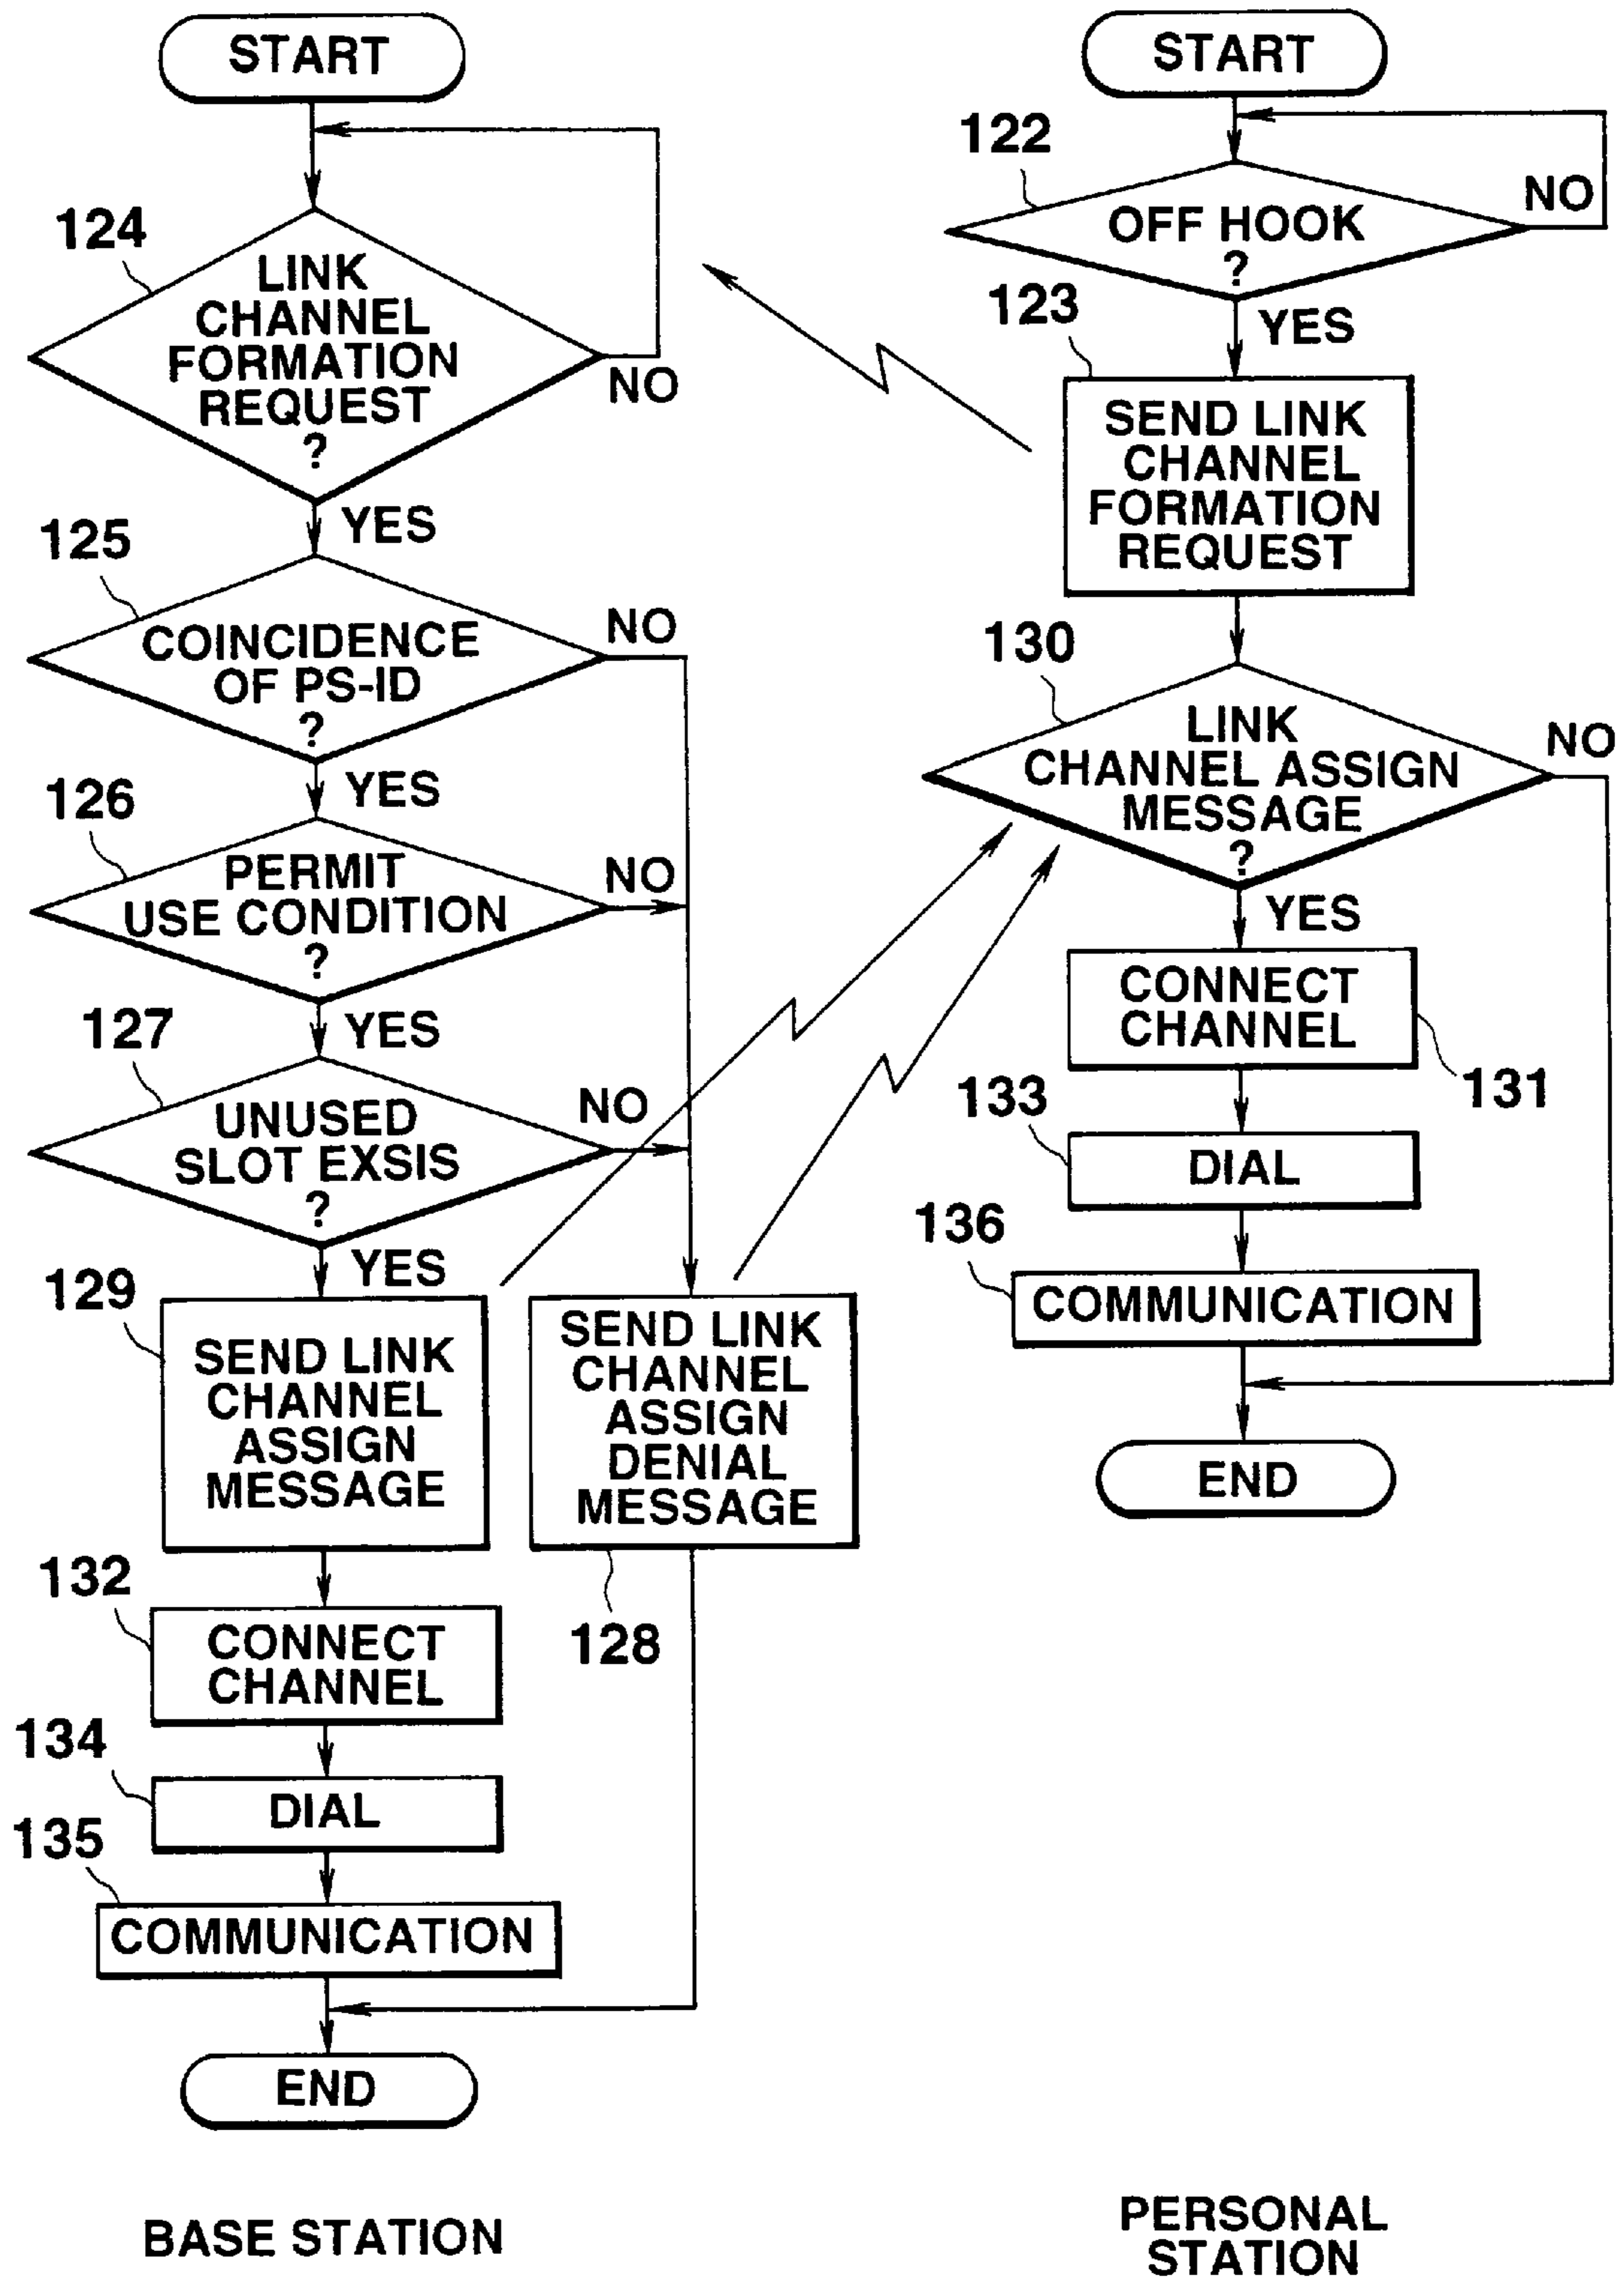 START
124
LINK
CHANNEL
FORMATION
REQUEST
?
NO
YES
125
COINCIDENCE
OF PS-ID
?
NO
YES
126
PERMIT
USE CONDITION
?
NO
YES
127
UNUSED
SLOT EXSIS
?
NO
YES
129
SEND LINK
CHANNEL
ASSIGN
MESSAGE
SEND LINK
CHANNEL
ASSIGN
DENIAL
MESSAGE
128
132
CONNECT
CHANNEL
134
DIAL
135
COMMUNICATION
END
BASE STATION
START
122
OFF HOOK
?
NO
YES
123
SEND LINK
CHANNEL
FORMATION
REQUEST
130
LINK
CHANNEL ASSIGN
MESSAGE
?
NO
YES
CONNECT
CHANNEL
131
133
DIAL
136
COMMUNICATION
END
PERSONAL
STATION